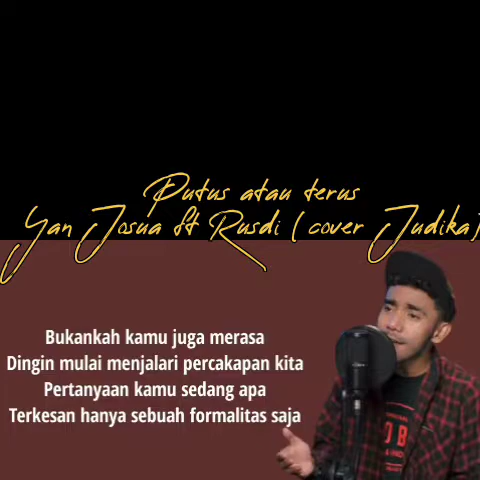 Putus atau terus
Yan Josua ft Rusdi ( cover Judika)
Bukankah kamu juga merasa
Dingin mulai menjalari percakapan kita
Pertanyaan kamu sedang apa
Terkesan hanya sebuah formalitas saja